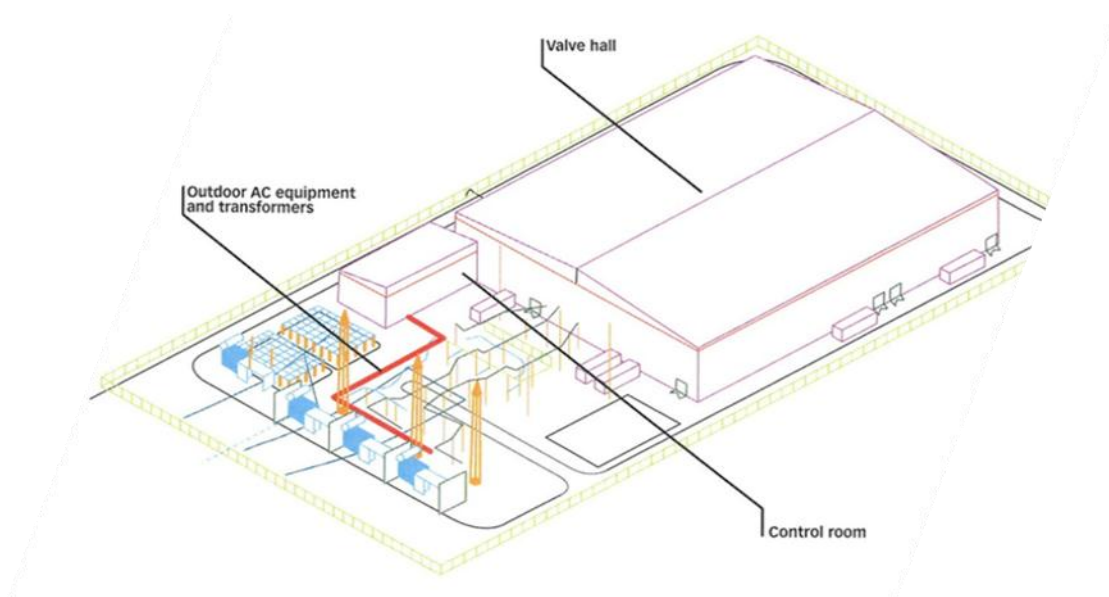 Valve hall
Outdoor AC equipment
and transformers
Control room